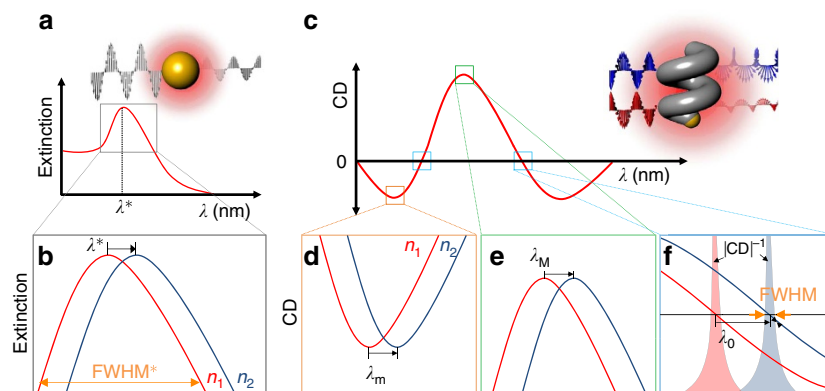 a
Extinction
λ*
λ (nm)
c
CD
0
λ (nm)
b
Extinction
λ*
FWHM*
n1
n2
d
CD
n1
n2
λm
e
λM
f
|CD|⁻¹
FWHM
λ0